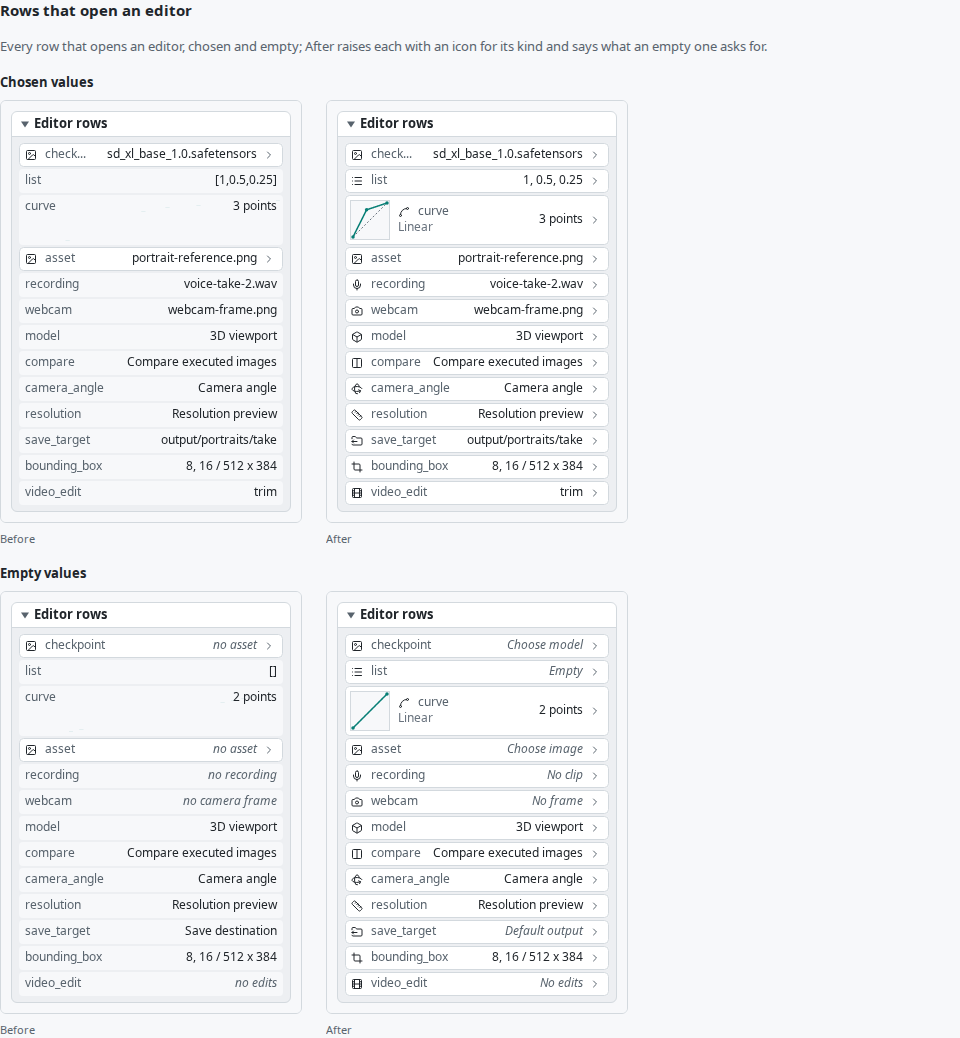 Rows that open an editor
Every row that opens an editor, chosen and empty; After raises each with an icon for its kind and says what an empty one asks for.
Chosen values
Editor rows
check... sd_xl_base_1.0.safetensors
list [1,0.5,0.25]
curve 3 points
asset portrait-reference.png
recording voice-take-2.wav
webcam webcam-frame.png
model 3D viewport
compare Compare executed images
camera_angle Camera angle
resolution Resolution preview
save_target output/portraits/take
bounding_box 8, 16 / 512 x 384
video_edit trim
Before
Editor rows
check... sd_xl_base_1.0.safetensors
list 1, 0.5, 0.25
curve
Linear
3 points
asset portrait-reference.png
recording voice-take-2.wav
webcam webcam-frame.png
model 3D viewport
compare Compare executed images
camera_angle Camera angle
resolution Resolution preview
save_target output/portraits/take
bounding_box 8, 16 / 512 x 384
video_edit trim
After
Empty values
Editor rows
checkpoint no asset
list []
curve 2 points
asset no asset
recording no recording
webcam no camera frame
model 3D viewport
compare Compare executed images
camera_angle Camera angle
resolution Resolution preview
save_target Save destination
bounding_box 8, 16 / 512 x 384
video_edit no edits
Before
Editor rows
checkpoint Choose model
list Empty
curve
Linear
2 points
asset Choose image
recording No clip
webcam No frame
model 3D viewport
compare Compare executed images
camera_angle Camera angle
resolution Resolution preview
save_target Default output
bounding_box 8, 16 / 512 x 384
video_edit No edits
After